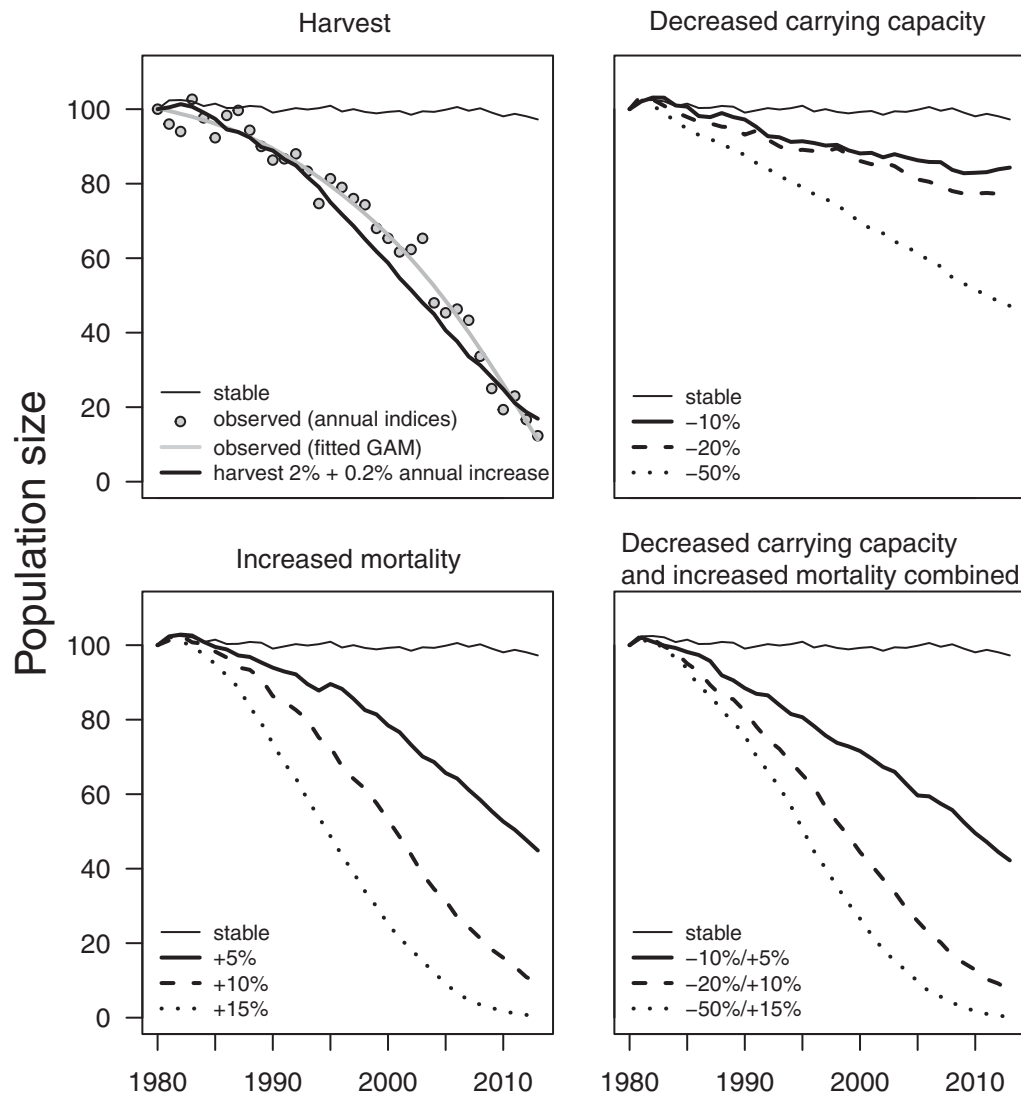 Harvest
Decreased carrying capacity
100
80
60
40
20
0
stable
observed (annual indices)
observed (fitted GAM)
harvest 2% + 0.2% annual increase
stable
−10%
−20%
−50%
Population size
Increased mortality
Decreased carrying capacity
and increased mortality combined
100
80
60
40
20
0
stable
+5%
+10%
+15%
stable
−10%/+5%
−20%/+10%
−50%/+15%
1980 1990 2000 2010
1980 1990 2000 2010